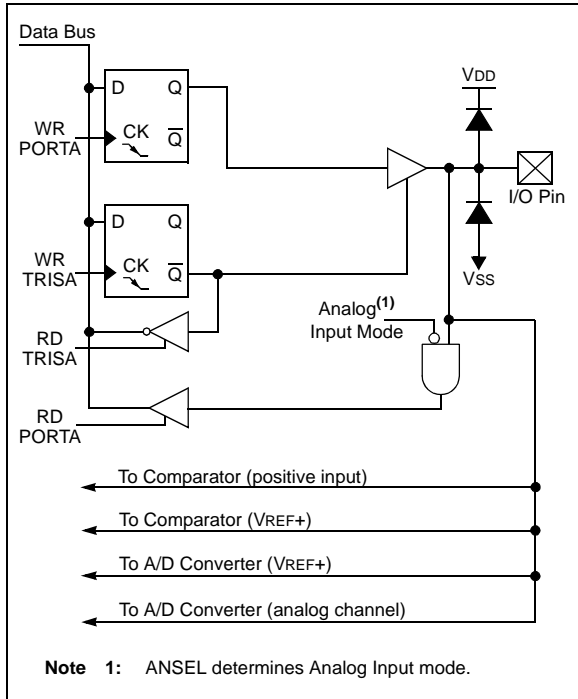 Data Bus
D Q
VDD
WR
PORTA
CK
Q
I/O Pin
D Q
VSS
WR
TRISA
CK
Q
Analog(1)
Input Mode
RD
TRISA
RD
PORTA
To Comparator (positive input)
To Comparator (VREF+)
To A/D Converter (VREF+)
To A/D Converter (analog channel)
Note 1: ANSEL determines Analog Input mode.